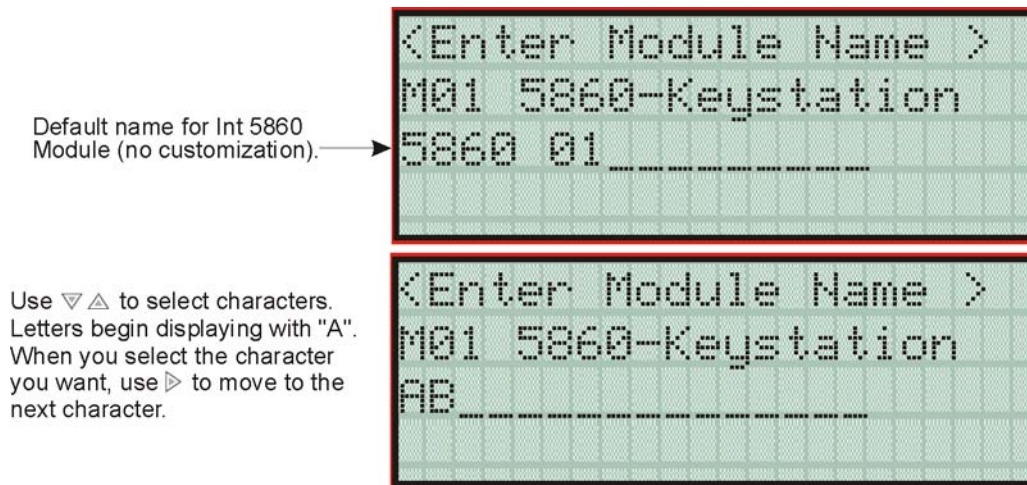 <Enter Module Name >
M01 5860-Keystation
Default name for Int 5860
Module (no customization).
5860 01_________
<Enter Module Name >
M01 5860-Keystation
AB______________
Use ▽ △ to select characters.
Letters begin displaying with "A".
When you select the character
you want, use ▷ to move to the
next character.